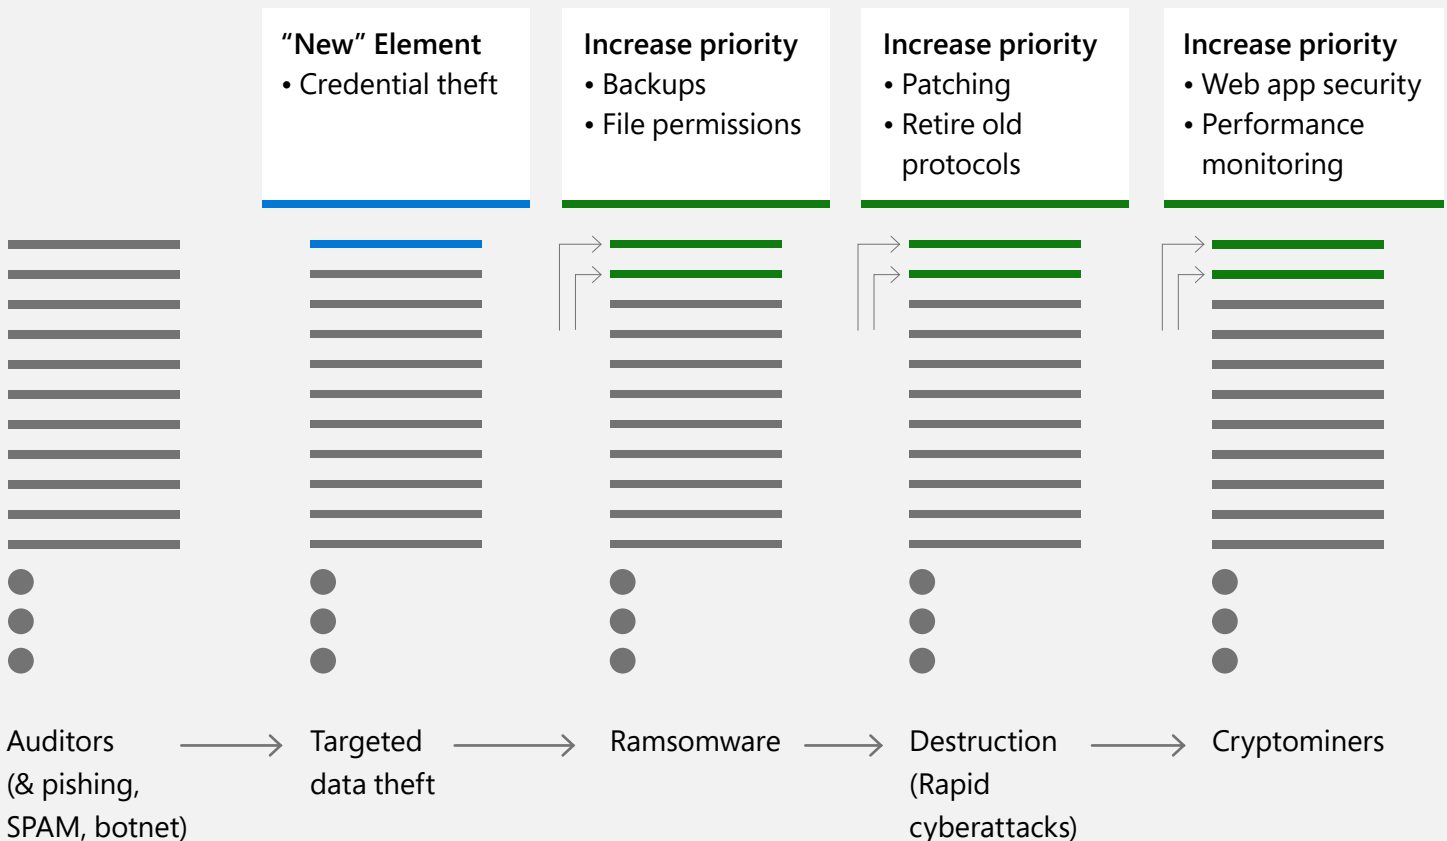 “New” Element
• Credential theft
Increase priority
• Backups
• File permissions
Increase priority
• Patching
• Retire old
protocols
Increase priority
• Web app security
• Performance
monitoring
Auditors
(& pishing,
SPAM, botnet)
Targeted
data theft
Ramsomware
Destruction
(Rapid
cyberattacks)
Cryptominers